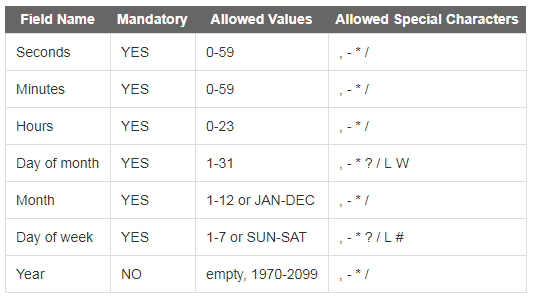 Field Name Mandatory Allowed Values Allowed Special Characters
Seconds YES 0-59 , - * /
Minutes YES 0-59 , - * /
Hours YES 0-23 , - * /
Day of month YES 1-31 , - * ? / L W
Month YES 1-12 or JAN-DEC , - * /
Day of week YES 1-7 or SUN-SAT , - * ? / L #
Year NO empty, 1970-2099 , - * /